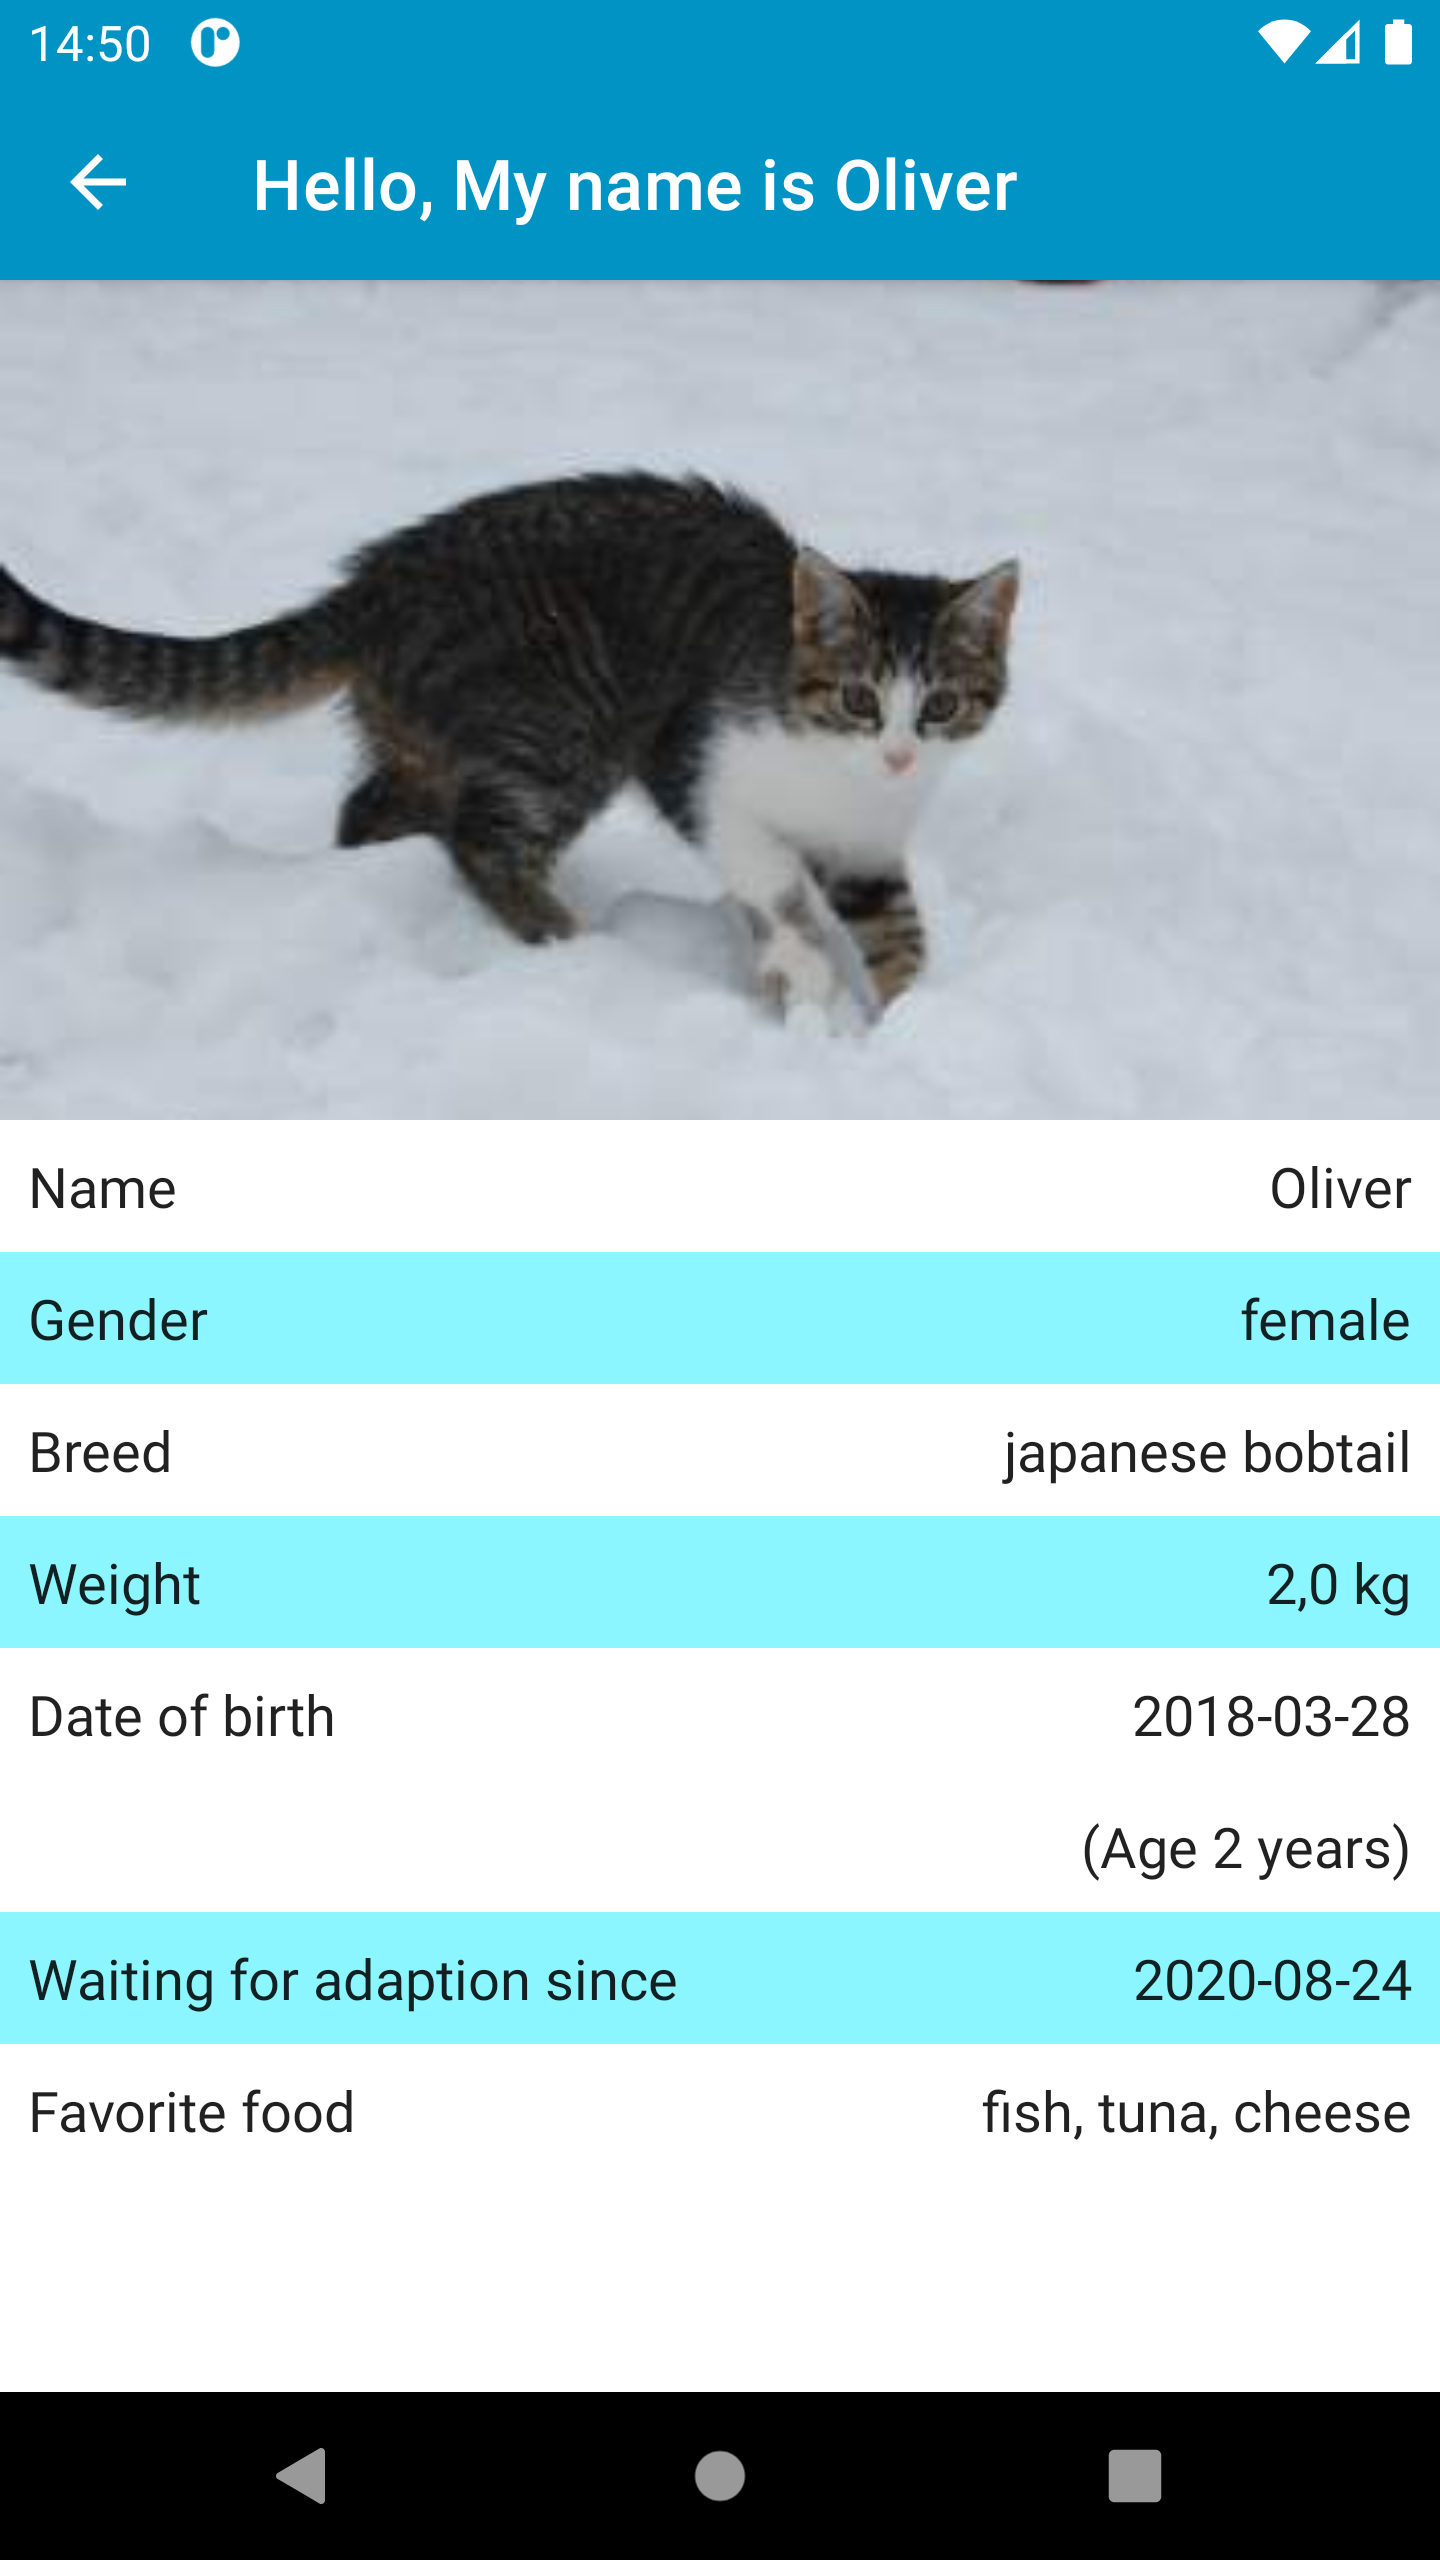 14:50
Hello, My name is Oliver
Name Oliver
Gender female
Breed japanese bobtail
Weight 2,0 kg
Date of birth 2018-03-28
(Age 2 years)
Waiting for adaption since 2020-08-24
Favorite food fish, tuna, cheese